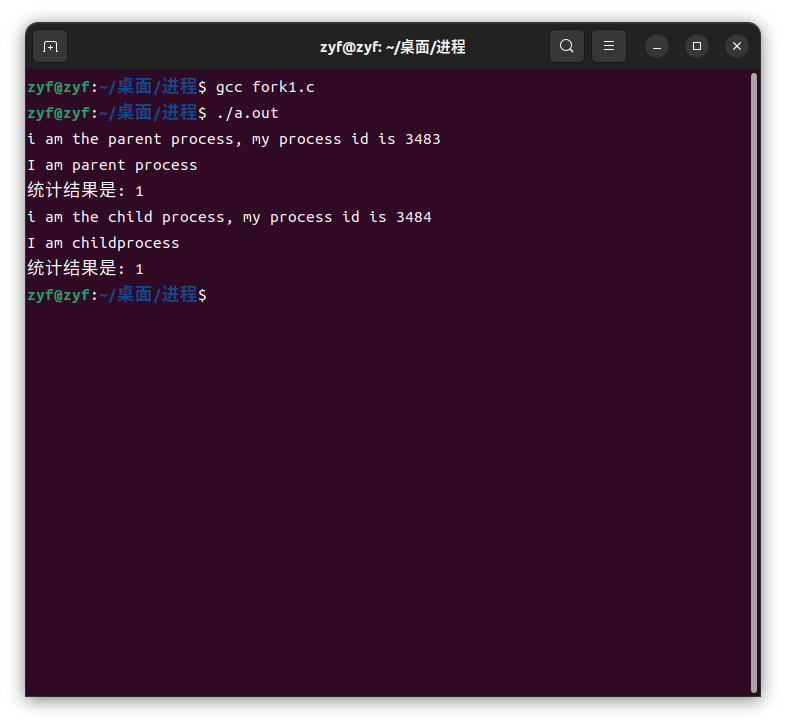 zyf@zyf: ~/桌面/进程
zyf@zyf:~/桌面/进程$ gcc fork1.c
zyf@zyf:~/桌面/进程$ ./a.out
i am the parent process, my process id is 3483
I am parent process
统计结果是: 1
i am the child process, my process id is 3484
I am childprocess
统计结果是: 1
zyf@zyf:~/桌面/进程$